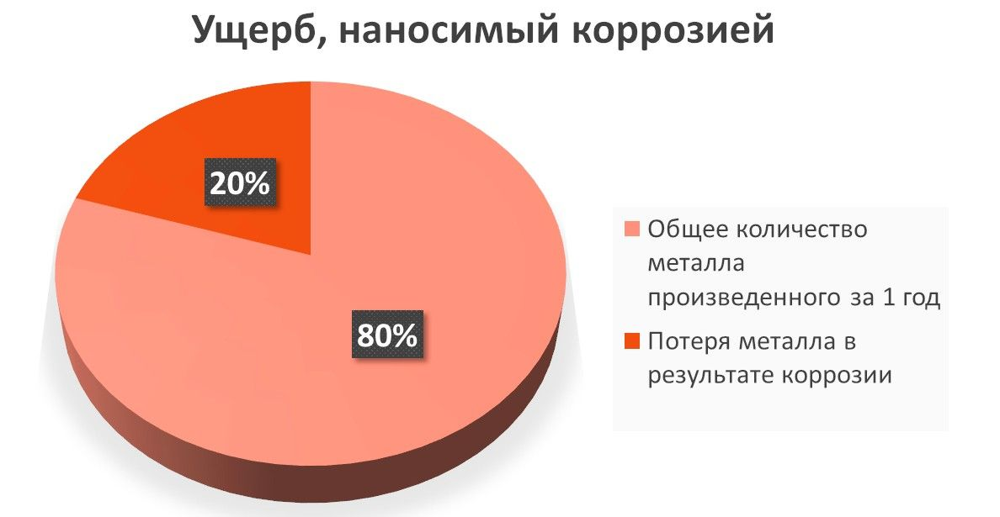 Ущерб, наносимый коррозией
20%
80%
Общее количество
металла
произведенного за 1 год
Потеря металла в
результате коррозии